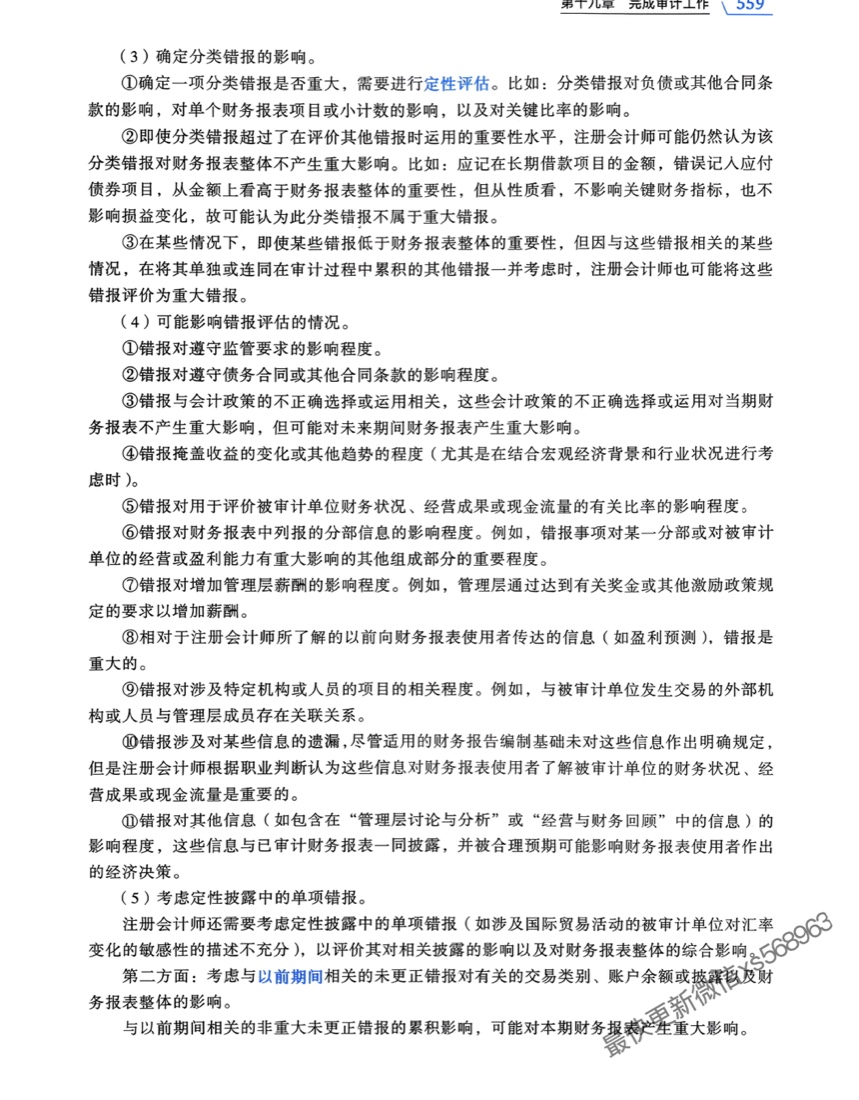 第十九章 完成审计工作 559
（3）确定分类错报的影响。
①确定一项分类错报是否重大，需要进行定性评估。比如：分类错报对负债或其他合同条
款的影响，对单个财务报表项目或小计数的影响，以及对关键比率的影响。
②即使分类错报超过了在评价其他错报时运用的重要性水平，注册会计师可能仍然认为该
分类错报对财务报表整体不产生重大影响。比如：应记在长期借款项目的金额，错误记人应付
债券项目，从金额上看高于财务报表整体的重要性，但从性质看，不影响关键财务指标，也不
影响损益变化，故可能认为此分类错报不属于重大错报。
③在某些情况下，即使某些错报低于财务报表整体的重要性，但因与这些错报相关的某些
情况，在将其单独或连同在审计过程中累积的其他错报一并考虑时，注册会计师也可能将这些
错报评价为重大错报。
（4）可能影响错报评估的情况。
①错报对遵守监管要求的影响程度。
②错报对遵守债务合同或其他合同条款的影响程度。
③错报与会计政策的不正确选择或运用相关，这些会计政策的不正确选择或运用对当期财
务报表不产生重大影响，但可能对未来期间财务报表产生重大影响。
④错报掩盖收益的变化或其他趋势的程度（尤其是在结合宏观经济背景和行业状况进行考
虑时）。
⑤错报对用于评价被审计单位财务状况、经营成果或现金流量的有关比率的影响程度。
⑥错报对财务报表中列报的分部信息的影响程度。例如，错报事项对某一分部或对被审计
单位的经营或盈利能力有重大影响的其他组成部分的重要程度。
⑦错报对增加管理层薪酬的影响程度。例如，管理层通过达到有关奖金或其他激励政策规
定的要求以增加薪酬。
⑧相对于注册会计师所了解的以前向财务报表使用者传达的信息（如盈利预测），错报是
重大的。
⑨错报对涉及特定机构或人员的项目的相关程度。例如，与被审计单位发生交易的外部机
构或人员与管理层成员存在关联关系。
⑩错报涉及对某些信息的遗漏，尽管适用的财务报告编制基础未对这些信息作出明确规定，
但是注册会计师根据职业判断认为这些信息对财务报表使用者了解被审计单位的财务状况、经
营成果或现金流量是重要的。
⑪错报对其他信息（如包含在“管理层讨论与分析”或“经营与财务回顾”中的信息）的
影响程度，这些信息与已审计财务报表一同披露，并被合理预期可能影响财务报表使用者作出
的经济决策。
（5）考虑定性披露中的单项错报。
注册会计师还需要考虑定性披露中的单项错报（如涉及国际贸易活动的被审计单位对汇率
变化的敏感性的描述不充分），以评价其对相关披露的影响以及对财务报表整体的综合影响。
第二方面：考虑与以前期间相关的未更正错报对有关的交易类别、账户余额或披露以及财
务报表整体的影响。
与以前期间相关的非重大未更正错报的累积影响，可能对本期财务报表产生重大影响。
最快更新微信xs568963